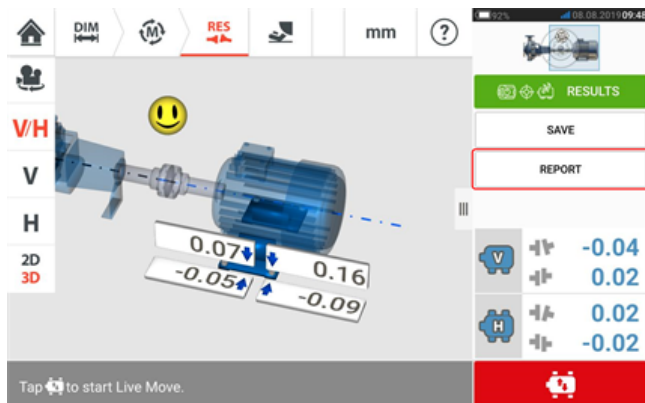 DIM
M
RES
mm
?
92%
08.08.2019 09:48
V/H
V
H
2D
3D
0.07
0.16
-0.05
-0.09
RESULTS
SAVE
REPORT
V
-0.04
0.02
H
0.02
-0.02
Tap to start Live Move.